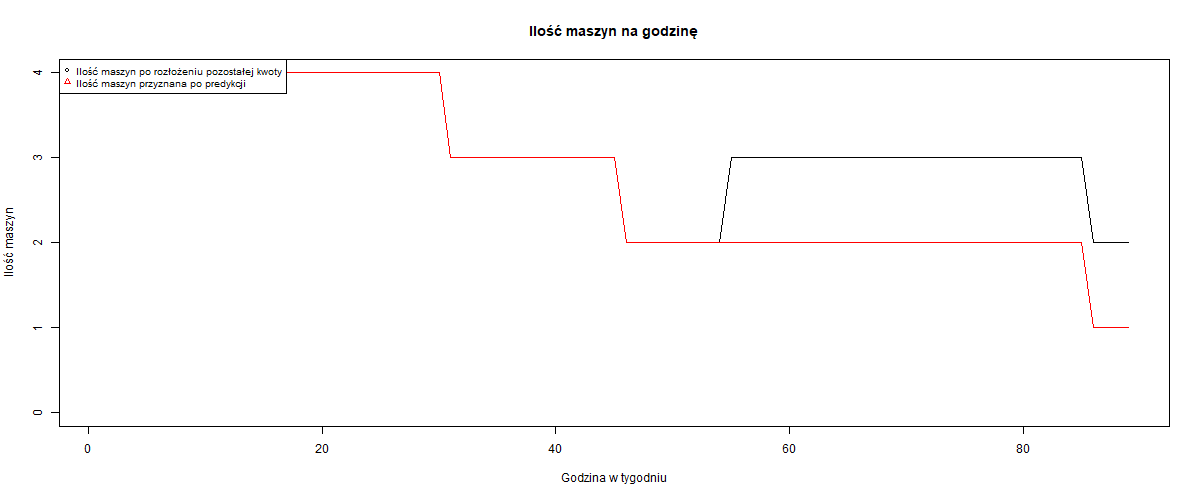 Ilość maszyn na godzinę
Ilość maszyn po rozłożeniu pozostałej kwoty
Ilość maszyn przyznana po predykcji
Ilość maszyn
4
3
2
1
0
0 20 40 60 80
Godzina w tygodniu